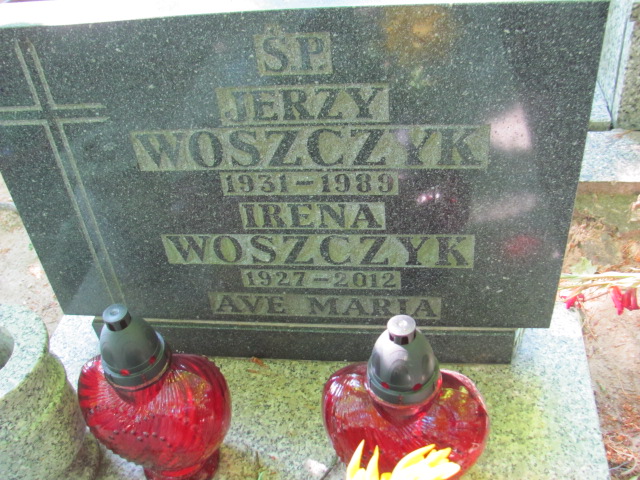 ŚP.
JERZY
WOSZCZYK
1931-1989
IRENA
WOSZCZYK
1927-2012
AVE MARIA